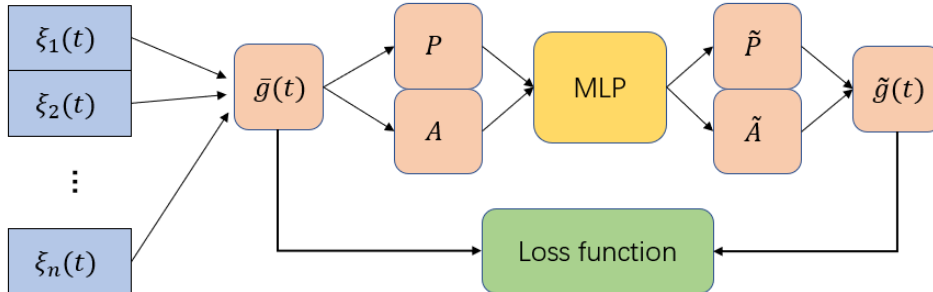 ξ₁(t)
ξ₂(t)
⋮
ξₙ(t)
ḡ(t)
P
A
MLP
P̃
Ã
g̃(t)
Loss function